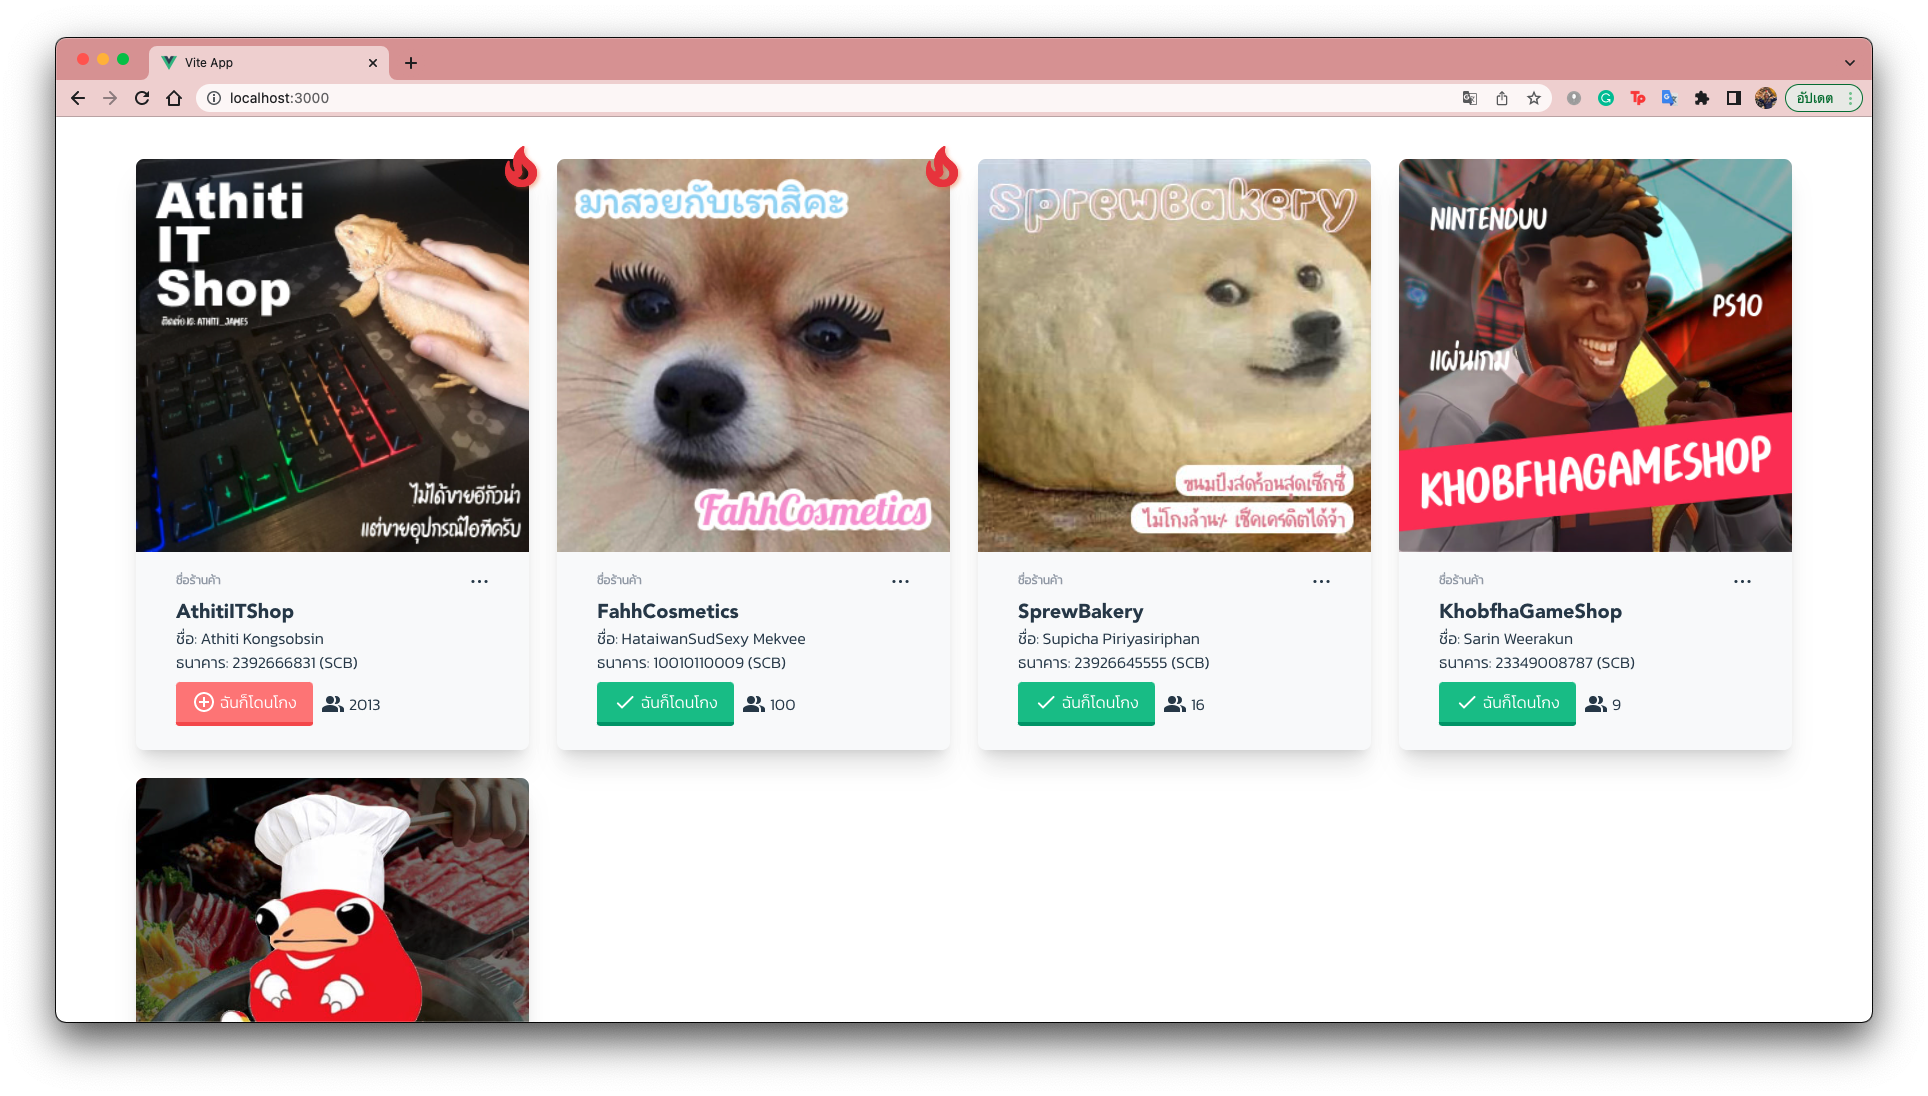 Vite App
localhost:3000
อัปเดต
Athiti
IT
Shop
ติดต่อ IG: ATHITI_JAMES
ไม่ได้ขายอีกัวน่า
แต่ขายอุปกรณ์ไอทีครับ
มาสวยกับเราสิคะ
FahhCosmetics
SprewBakery
ขนมปังสดร้อนสุดเซ็กซี่
ไม่โกงล้าน% เช็คเครดิตได้จ้า
NINTENDUU
PS10
แผ่นเกม
KHOBFHAGAMESHOP
ชื่อร้านค้า
AthitiITShop
ชื่อ: Athiti Kongsobsin
ธนาคาร: 2392666831 (SCB)
ฉันก็โดนโกง
2013
ชื่อร้านค้า
FahhCosmetics
ชื่อ: HataiwanSudSexy Mekvee
ธนาคาร: 10010110009 (SCB)
ฉันก็โดนโกง
100
ชื่อร้านค้า
SprewBakery
ชื่อ: Supicha Piriyasiriphan
ธนาคาร: 23926645555 (SCB)
ฉันก็โดนโกง
16
ชื่อร้านค้า
KhobfhaGameShop
ชื่อ: Sarin Weerakun
ธนาคาร: 23349008787 (SCB)
ฉันก็โดนโกง
9